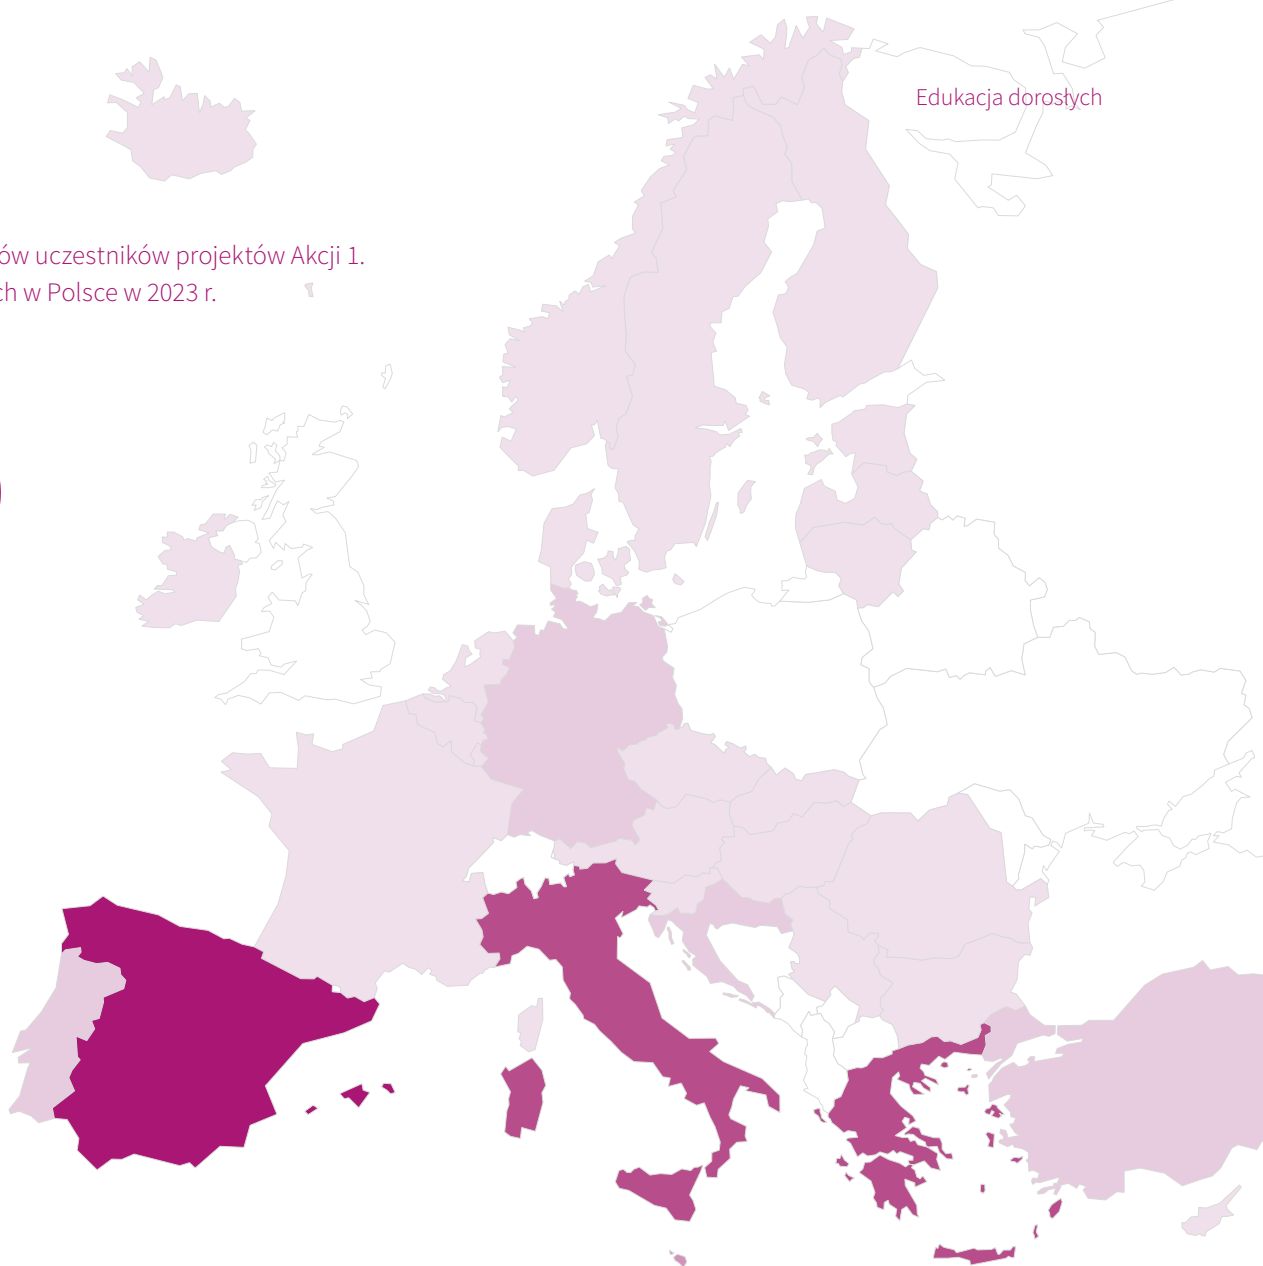 Edukacja dorosłych
ów uczestników projektów Akcji 1.
ch w Polsce w 2023 r.